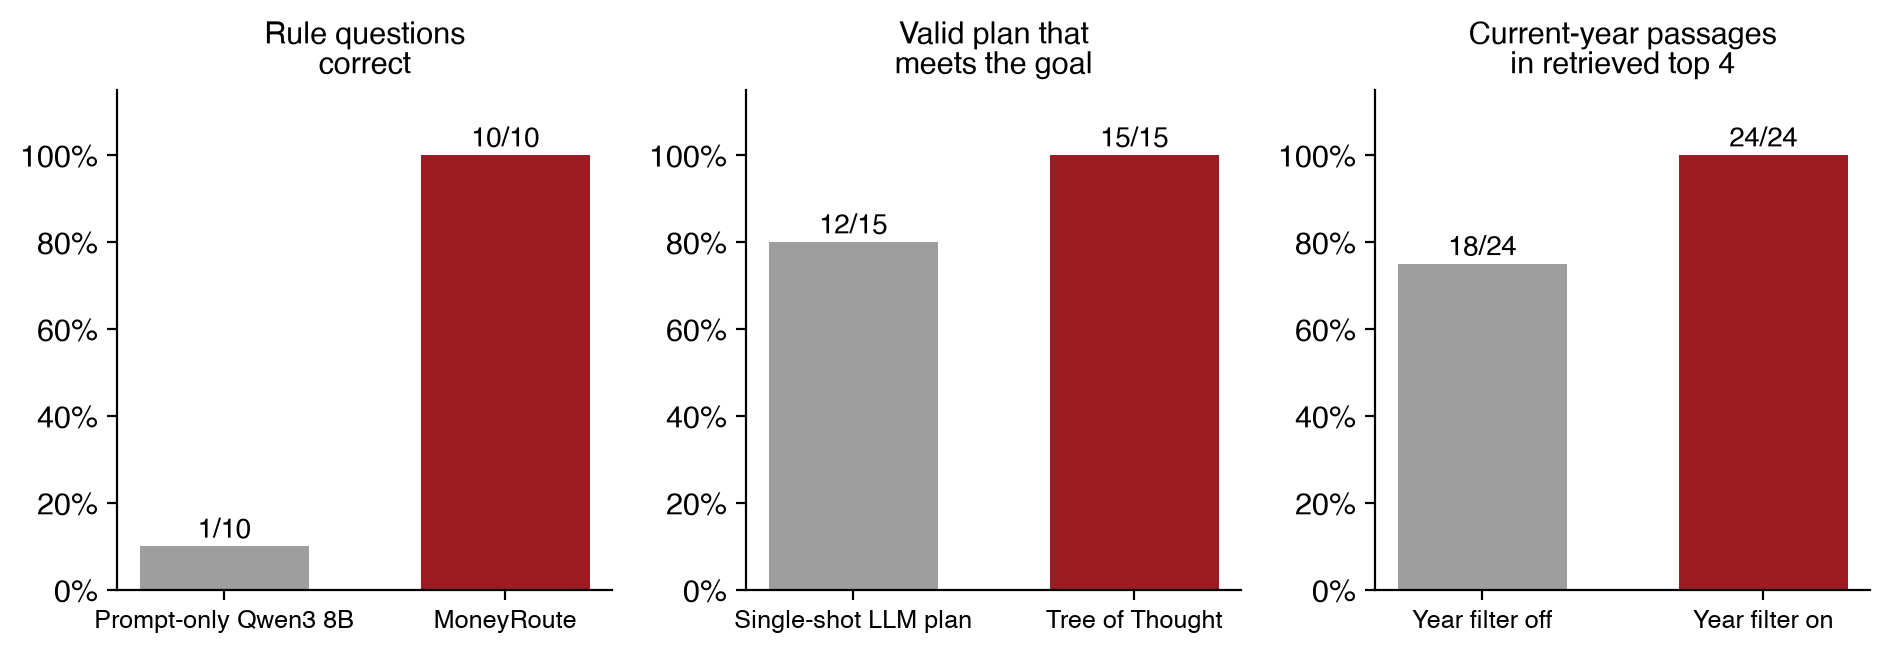 Rule questions
correct
100%
80%
60%
40%
20%
0%
1/10
10/10
Prompt-only Qwen3 8B
MoneyRoute
Valid plan that
meets the goal
100%
80%
60%
40%
20%
0%
12/15
15/15
Single-shot LLM plan
Tree of Thought
Current-year passages
in retrieved top 4
100%
80%
60%
40%
20%
0%
18/24
24/24
Year filter off
Year filter on